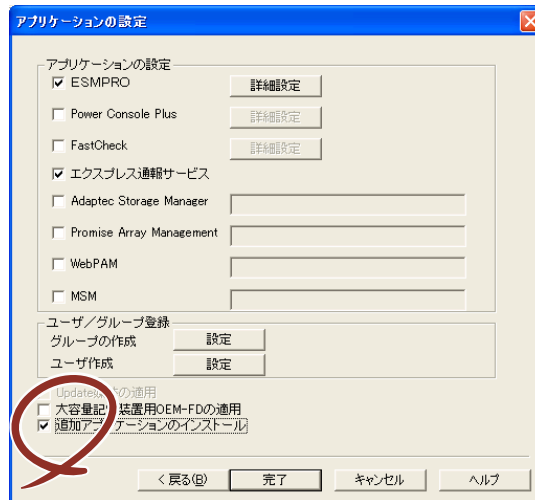 アプリケーションの設定
アプリケーションの設定
ESMPRO 詳細設定
Power Console Plus 詳細設定
FastCheck 詳細設定
エクスプレス通報サービス
Adaptec Storage Manager
Promise Array Management
WebPAM
MSM
ユーザ／グループ登録
グループの作成 設定
ユーザ作成 設定
Update の適用
大容量記 装置用OEM-FDの適用
追加アプリケーションのインストール
< 戻る(B) 完了 キャンセル ヘルプ